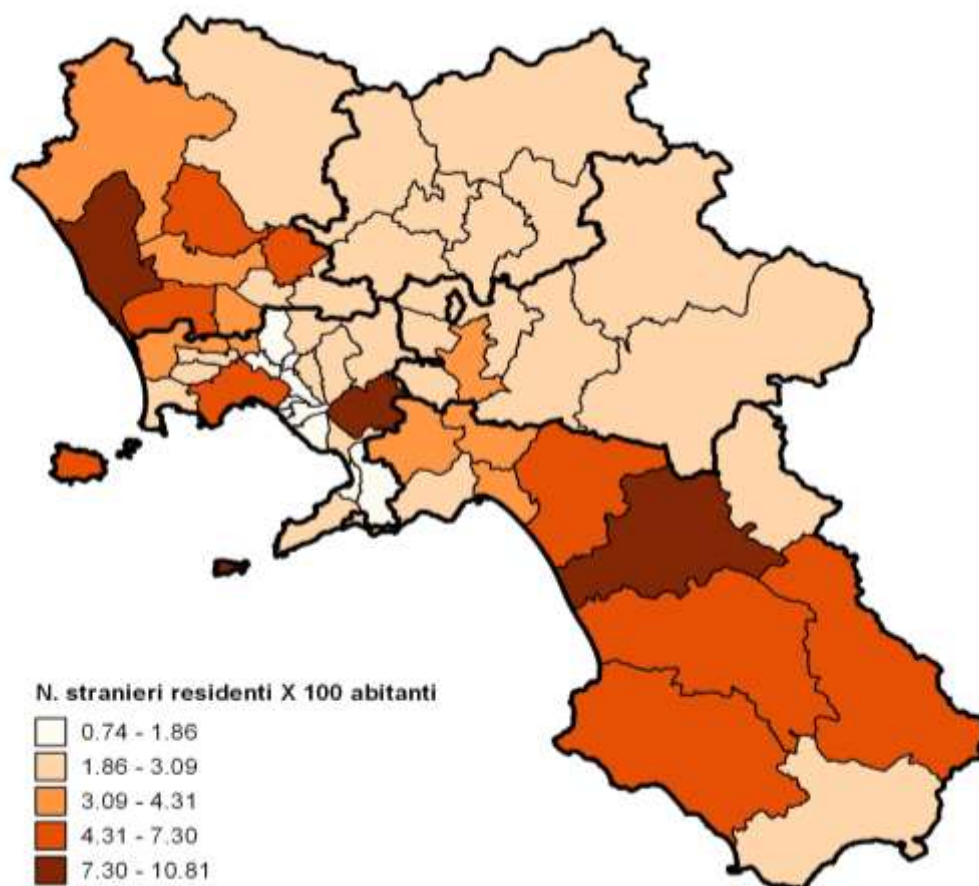 N. stranieri residenti X 100 abitanti
0.74 - 1.86
1.86 - 3.09
3.09 - 4.31
4.31 - 7.30
7.30 - 10.81